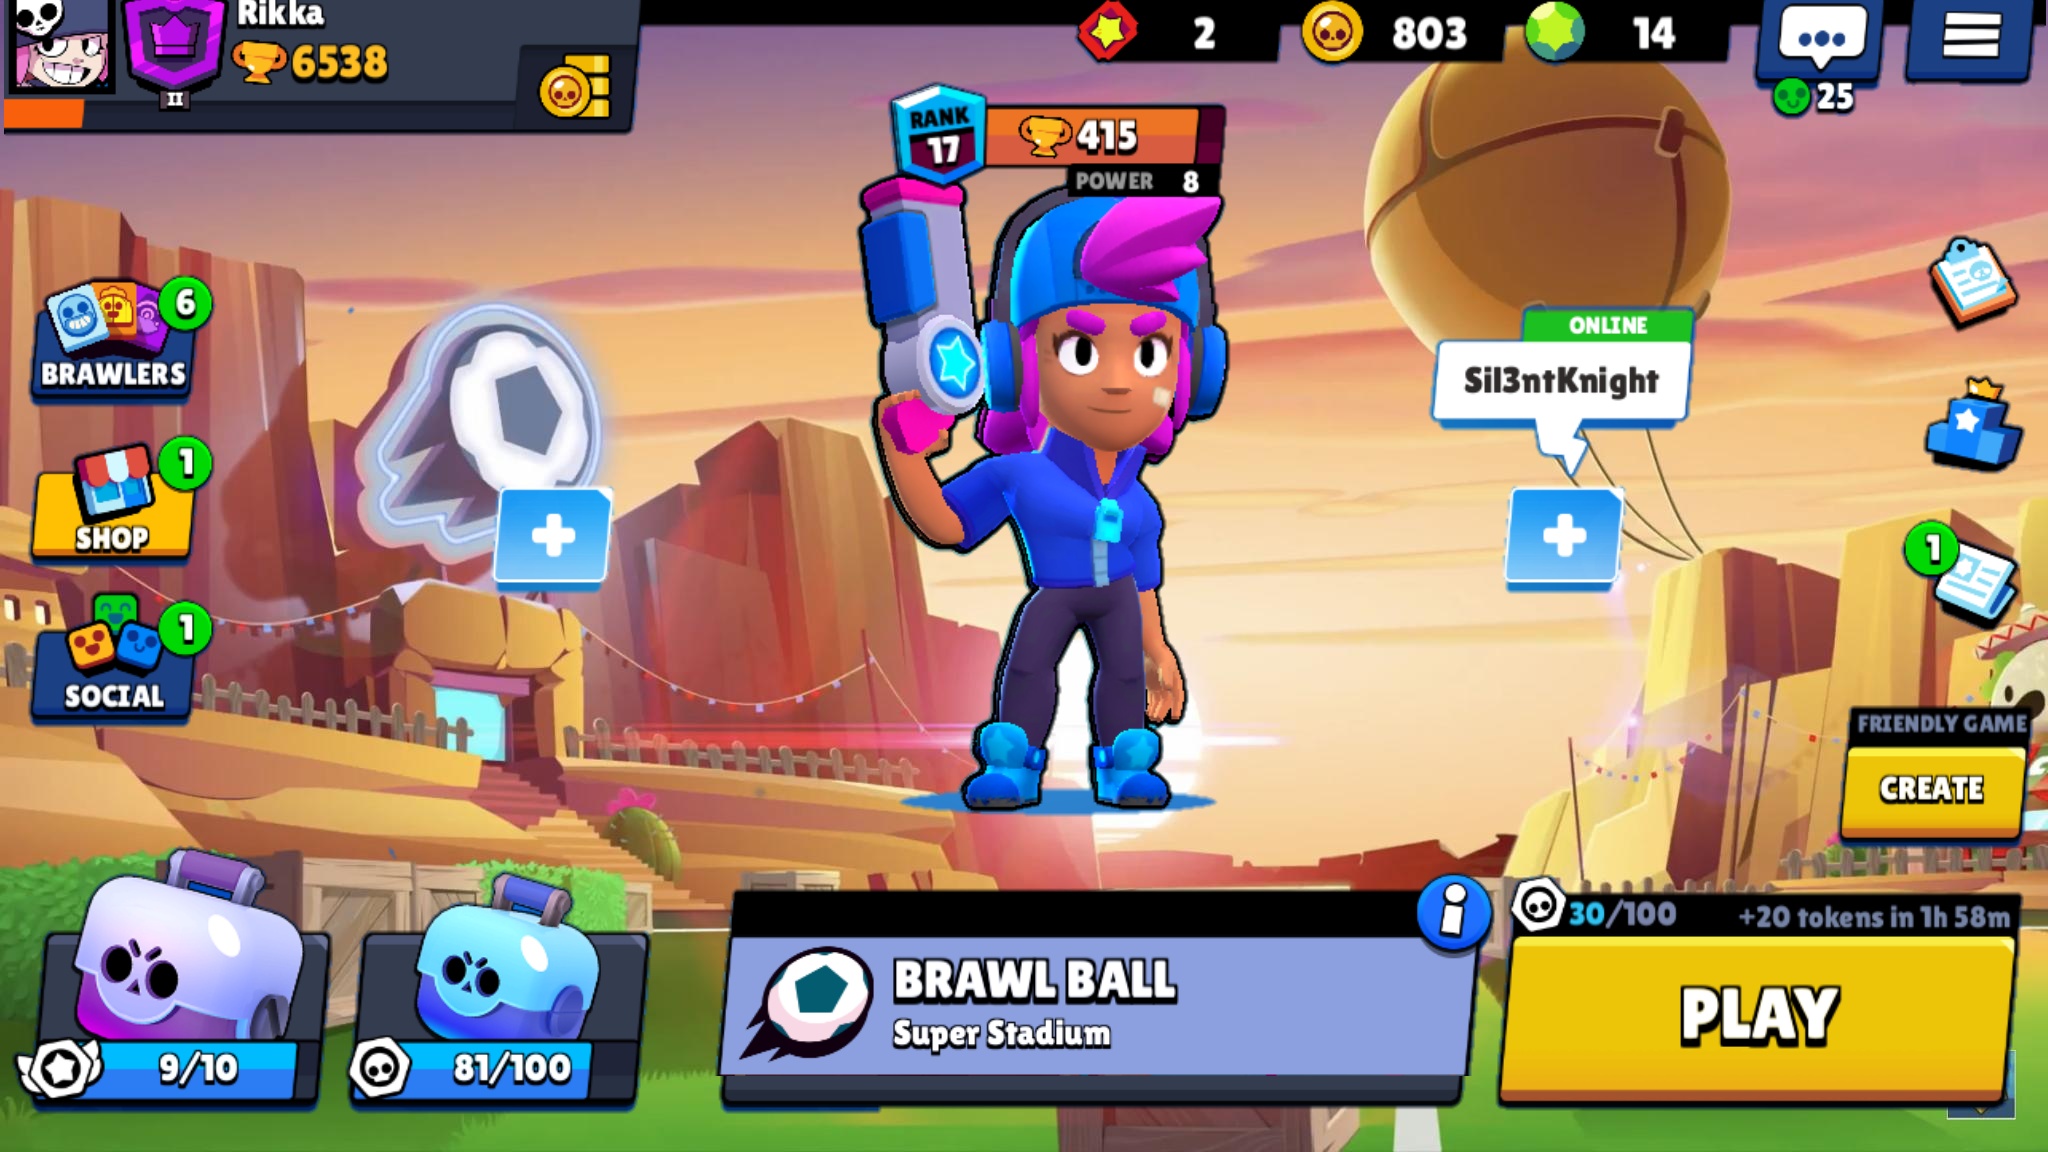 Rikka
6538
II
2
803
14
25
RANK
17
415
POWER 8
6
BRAWLERS
1
SHOP
1
SOCIAL
ONLINE
Sil3ntKnight
1
FRIENDLY GAME
CREATE
9/10
81/100
BRAWL BALL
Super Stadium
30/100
+20 tokens in 1h 58m
PLAY